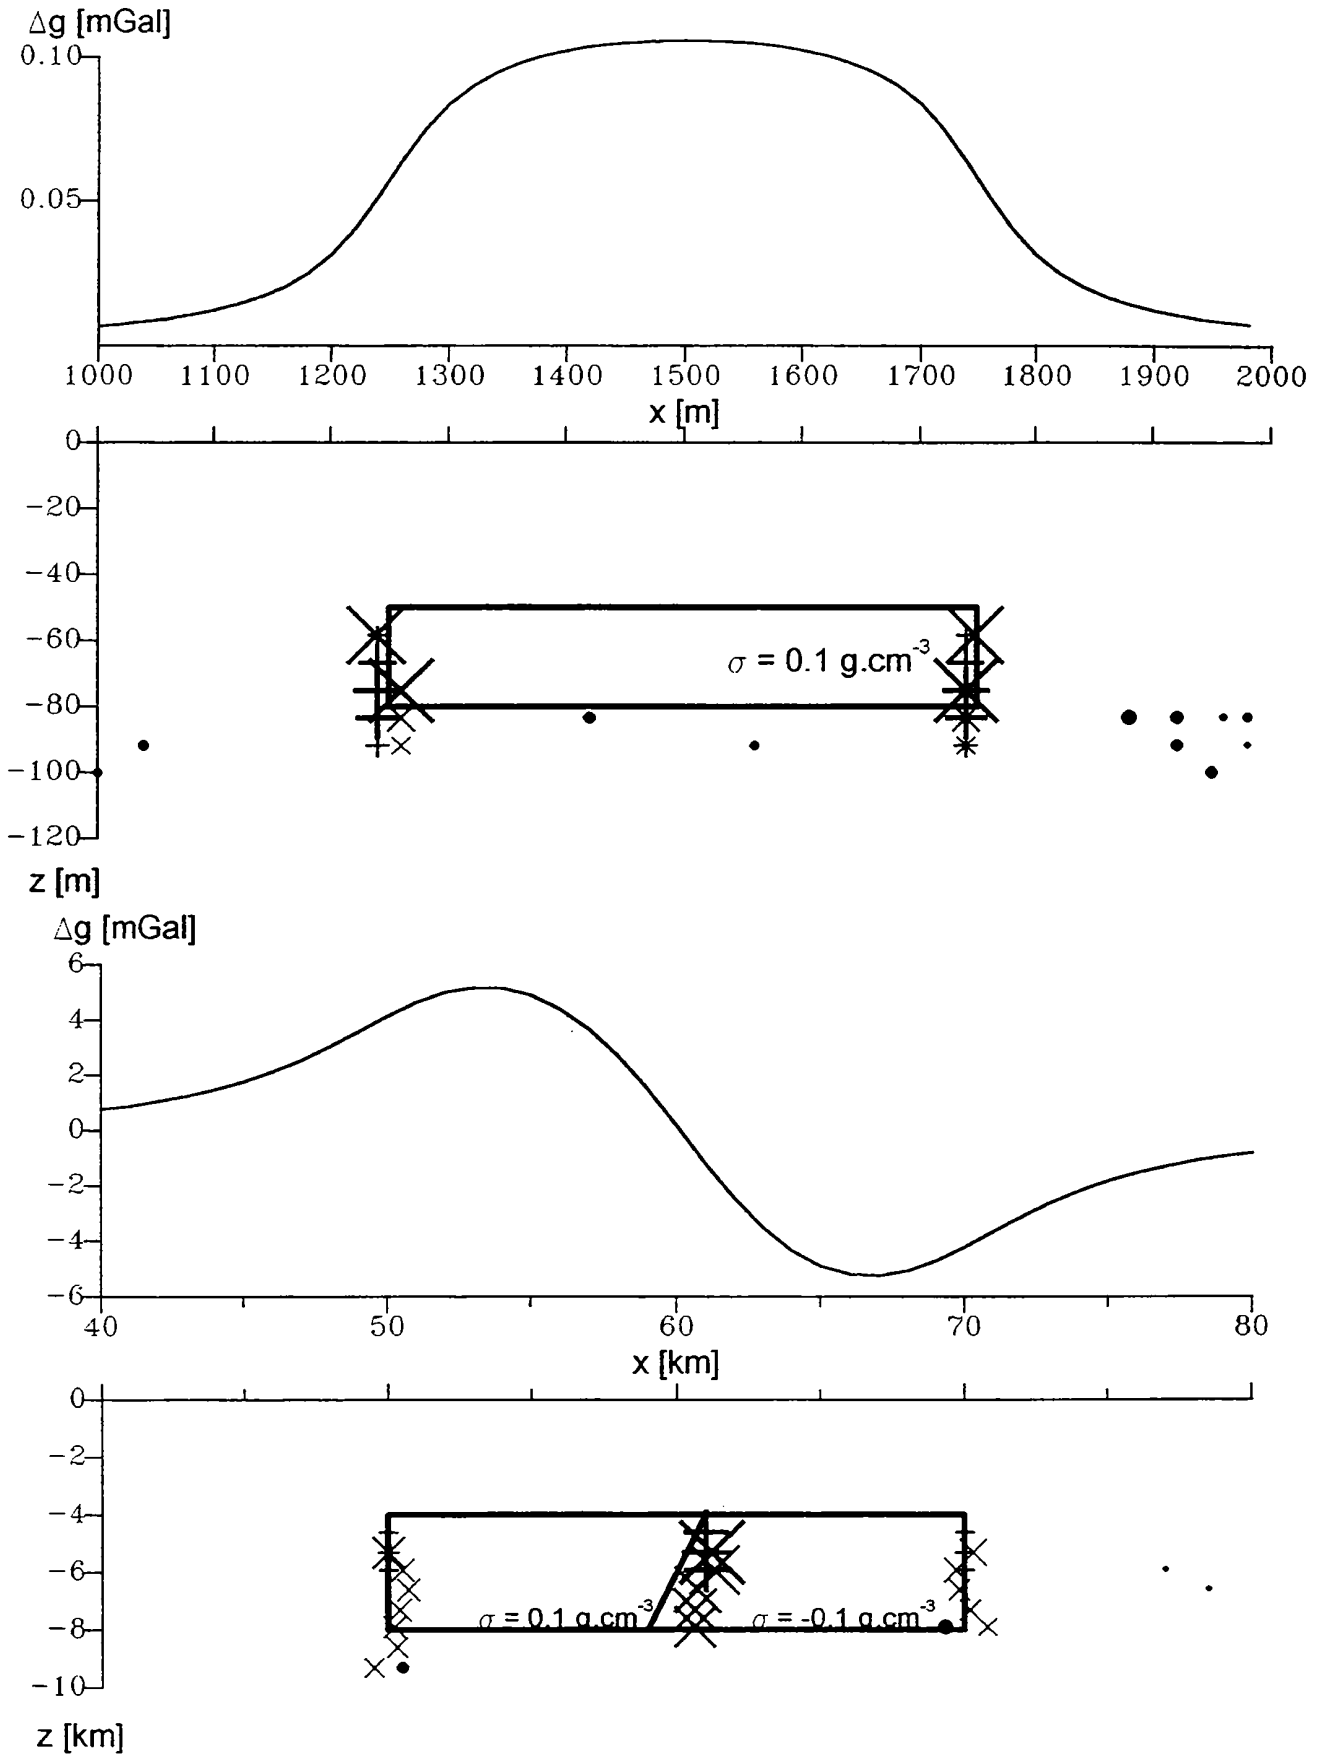 Δg [mGal]
0.10
0.05
1000 1100 1200 1300 1400 1500 1600 1700 1800 1900 2000
x [m]
0
-20
-40
-60
σ = 0.1 g.cm⁻³
-80
-100
-120
z [m]
Δg [mGal]
6
4
2
0
-2
-4
-6
40 50 60 70 80
x [km]
0
-2
-4
-6
σ = 0.1 g.cm⁻³ σ = -0.1 g.cm⁻³
-8
-10
z [km]